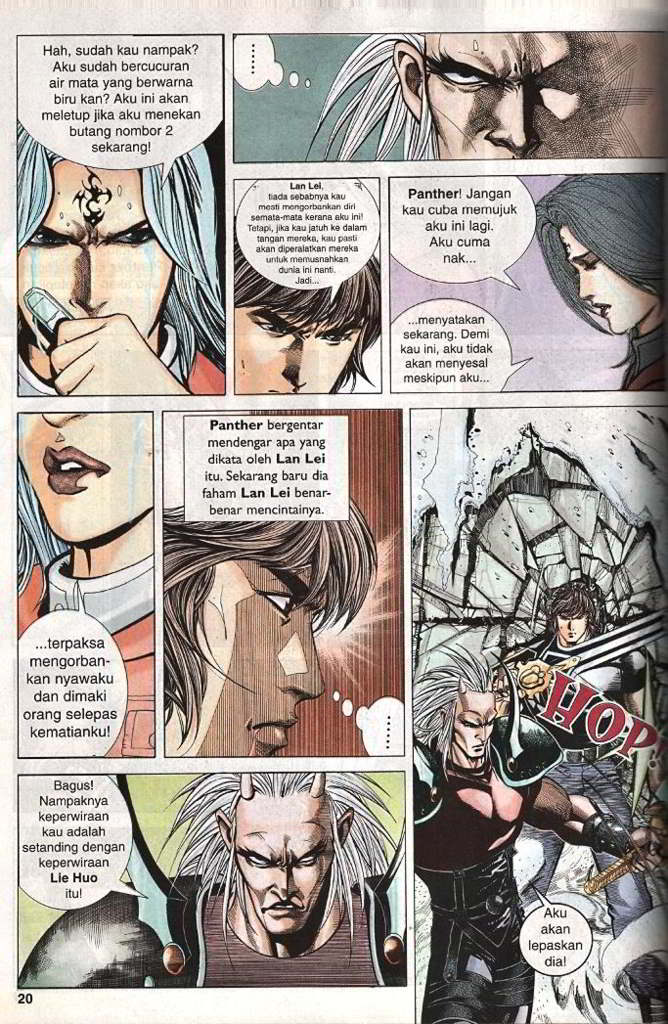 Hah, sudah kau nampak?
Aku sudah bercucuran
air mata yang berwarna
biru kan? Aku ini akan
meletup jika aku menekan
butang nombor 2
sekarang!
Lan Lei,
tiada sebabnya kau
mesti mengorbankan diri
semata-mata kerana aku ini!
Tetapi, jika kau jatuh ke dalam
tangan mereka, kau pasti
akan diperalatkan mereka
untuk memusnahkan
dunia ini nanti.
Jadi...
Panther! Jangan
kau cuba memujuk
aku ini lagi.
Aku cuma
nak...
...menyatakan
sekarang. Demi
kau ini, aku tidak
akan menyesal
meskipun aku...
...terpaksa
mengorban-
kan nyawaku
dan dimaki
orang selepas
kematianku!
Panther bergentar
mendengar apa yang
dikata oleh Lan Lei
itu. Sekarang baru dia
faham Lan Lei benar-
benar mencintainya.
HOP!
Bagus!
Nampaknya
keperwiraan
kau adalah
setanding dengan
keperwiraan
Lie Huo
itu!
Aku
akan
lepaskan
dia!
20